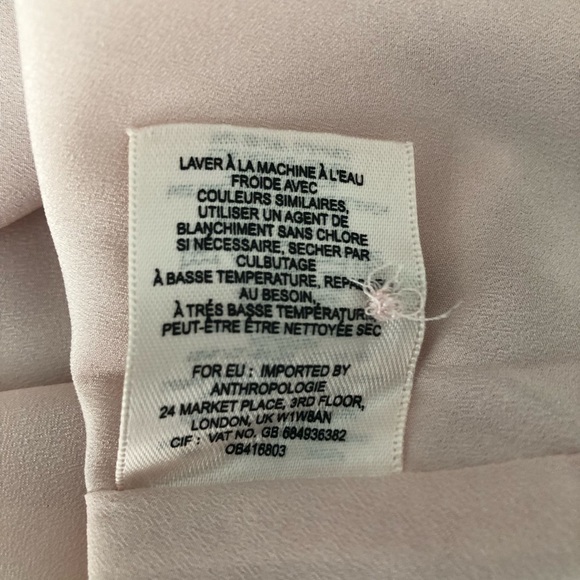 LAVER À LA MACHINE À L'EAU
FROIDE AVEC
COULEURS SIMILAIRES,
UTILISER UN AGENT DE
BLANCHIMENT SANS CHLORE
SI NÉCESSAIRE, SECHER PAR
CULBUTAGE
À BASSE TEMPERATURE,
AU BESOIN,
À TRÉS BASSE
PEUT-ÊTRE ÊTRE NETTOYÉE SEC
FOR EU : IMPORTED BY
ANTHROPOLOGIE
24 MARKET PLACE, 3RD FLOOR,
LONDON, UK W1W8AN
CIF : VAT NO. GB 684936382
OB416803